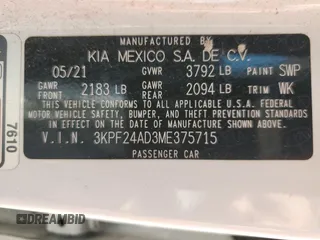 MANUFACTURED BY
KIA MEXICO S.A. DE C.V.
05/21 GVWR 3792 LB PAINT SWP
GAWR FRONT 2183 LB GAWR REAR 2094 LB TRIM WK
THIS VEHICLE CONFORMS TO ALL APPLICABLE U.S. FEDERAL
MOTOR VEHICLE SAFETY, BUMPER, AND THEFT PREVENTION STANDARDS
IN EFFECT ON THE DATE OF MANUFACTURE SHOWN ABOVE.
V.I.N. 3KPF24AD3ME375715
PASSENGER CAR
7610
DREAMBID